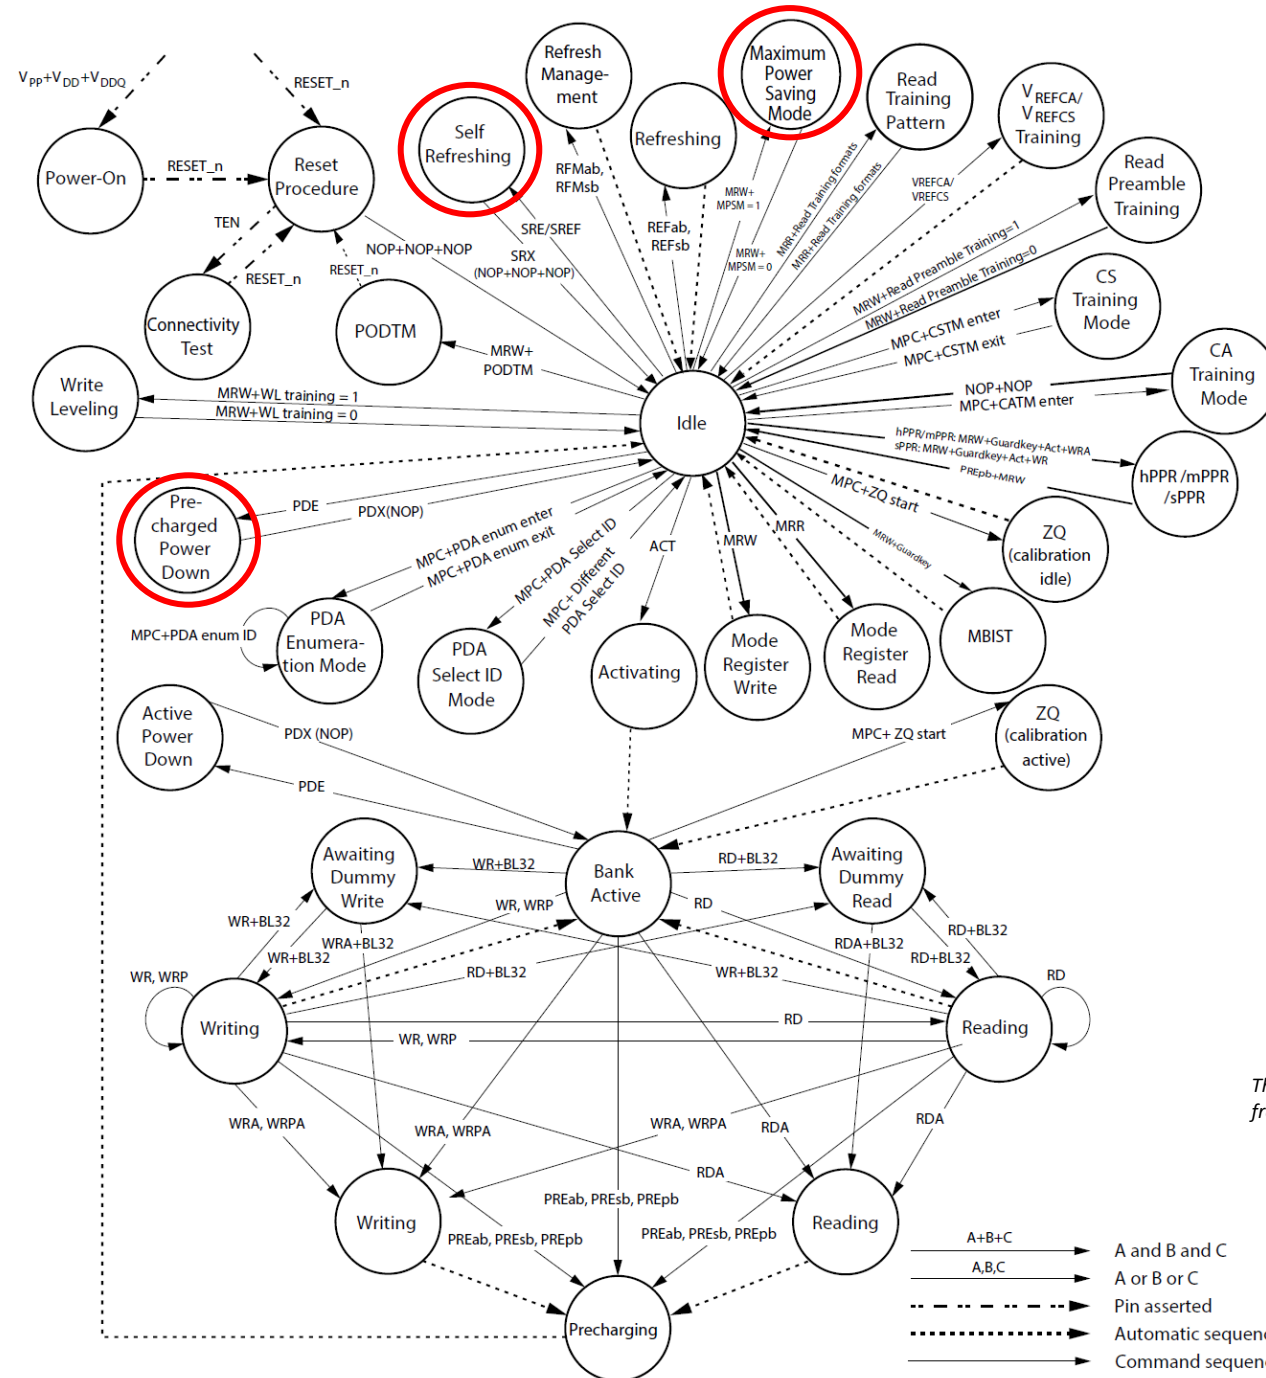 V_PP+V_DD+V_DDQ
RESET_n
Power-On
RESET_n
Reset
Procedure
TEN
RESET_n
RESET_n
Connectivity
Test
PODTM
MRW+
PODTM
NOP+NOP+NOP
Self
Refreshing
SRE/SREF
SRX
(NOP+NOP+NOP)
Refresh
Manage-
ment
RFMab,
RFMsb
Refreshing
REFab,
REFsb
Maximum
Power
Saving
Mode
MRW+
MPSM = 1
MRW+
MPSM = 0
Read
Training
Pattern
MRR+Read Training formats
MRR+Read Training formats
V_REFCA/
V_REFCS
Training
VREFCA/
VREFCS
Read
Preamble
Training
MRW+Read Preamble Training=1
MRW+Read Preamble Training=0
CS
Training
Mode
MPC+CSTM enter
MPC+CSTM exit
CA
Training
Mode
NOP+NOP
MPC+CATM enter
Write
Leveling
MRW+WL training = 1
MRW+WL training = 0
Idle
hPPR/mPPR: MRW+Guardkey+Act+WRA
sPPR: MRW+Guardkey+Act+WR
PREpb+MRW
hPPR /mPPR
/sPPR
Pre-
charged
Power
Down
PDE
PDX(NOP)
MPC+ZQ start
ZQ
(calibration
idle)
MRW+Guardkey
MBIST
MPC+PDA enum enter
MPC+PDA enum exit
MPC+PDA enum ID
PDA
Enumera-
tion Mode
MPC+PDA Select ID
MPC+ Different
PDA Select ID
PDA
Select ID
Mode
ACT
Activating
MRW
Mode
Register
Write
MRR
Mode
Register
Read
Active
Power
Down
PDX (NOP)
PDE
MPC+ ZQ start
ZQ
(calibration
active)
Bank
Active
Awaiting
Dummy
Write
WR+BL32
RD+BL32
Awaiting
Dummy
Read
WR, WRP
RD
WR+BL32
WR+BL32
WRA+BL32
RD+BL32
WR+BL32
RDA+BL32
RD+BL32
RD+BL32
WR, WRP
RD
Writing
RD
WR, WRP
Reading
WRA, WRPA
WRA, WRPA
WRA, WRPA
RDA
RDA
RDA
Writing
PREab, PREsb, PREpb
PREab, PREsb, PREpb
PREab, PREsb, PREpb
Reading
Precharging
Th
fr
A+B+C
A and B and C
A,B,C
A or B or C
Pin asserted
Automatic sequenc
Command sequenc